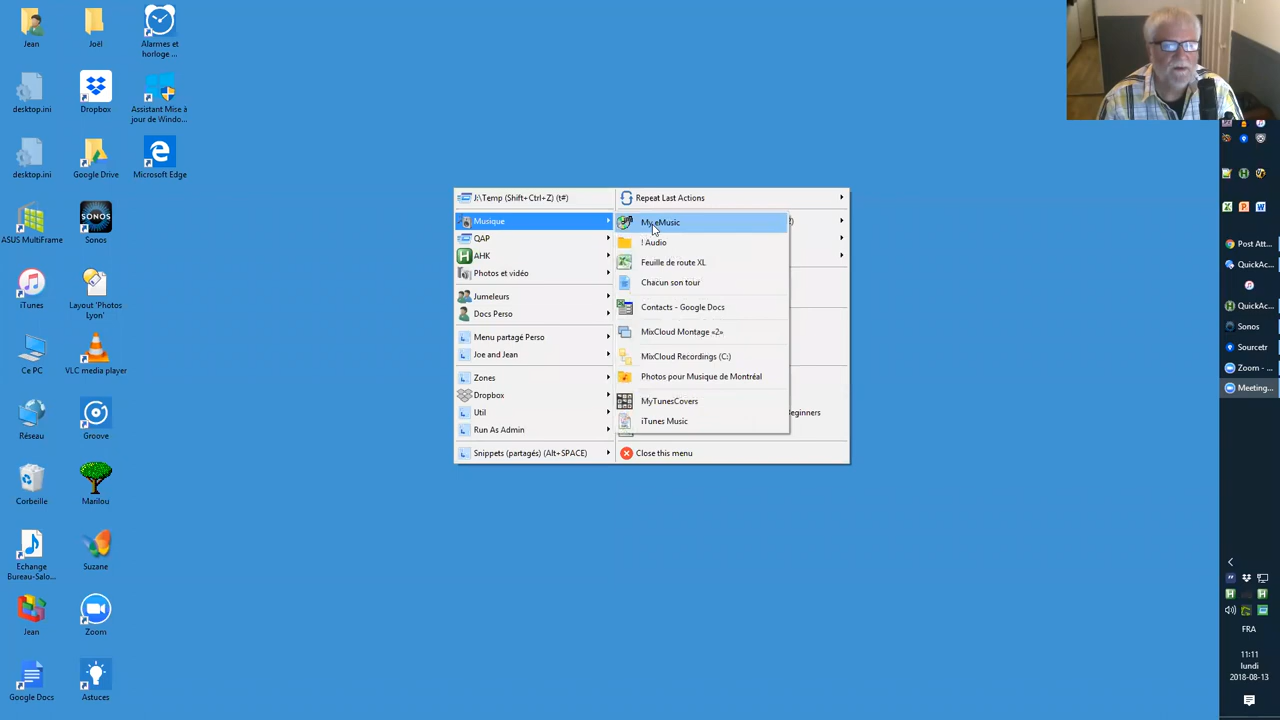 Jean
Joël
Alarmes et
horloge ...
desktop.ini
Dropbox
Assistant Mise à
jour de Windo...
desktop.ini
Google Drive
Microsoft Edge
ASUS MultiFrame
Sonos
iTunes
Layout 'Photos
Lyon'
Ce PC
VLC media player
Réseau
Groove
Corbeille
Marilou
Echange
Bureau-Salo...
Suzane
Jean
Zoom
Google Docs
Astuces
J:\Temp (Shift+Ctrl+Z) (t#)
Musique
QAP
AHK
Photos et vidéo
Jumeleurs
Docs Perso
Menu partagé Perso
Joe and Jean
Zones
Dropbox
Util
Run As Admin
Snippets (partagés) (Alt+SPACE)
Repeat Last Actions
My eMusic
! Audio
Feuille de route XL
Chacun son tour
Contacts - Google Docs
MixCloud Montage «2»
MixCloud Recordings (C:)
Photos pour Musique de Montréal
MyTunesCovers
iTunes Music
Beginners
Close this menu
Post Att...
QuickAc...
QuickAc...
Sonos
Sourcetr...
Zoom - ...
Meeting...
FRA
11:11
lundi
2018-08-13